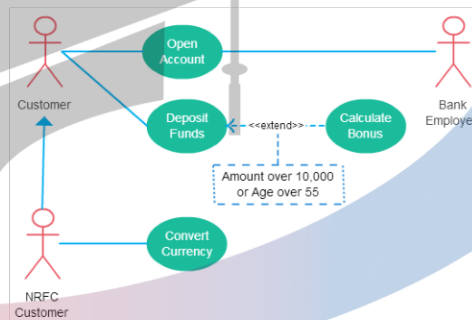 Open
Account
Customer
Bank
Employe
Deposit
Funds
<<extend>>
Calculate
Bonus
Amount over 10,000
or Age over 55
Convert
Currency
NRFC
Customer